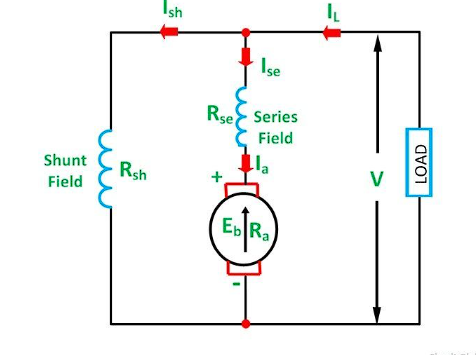 Ish
IL
Ise
Rse
Series
Field
Shunt
Field
Rsh
Ia
+
V
LOAD
Eb
Ra
-